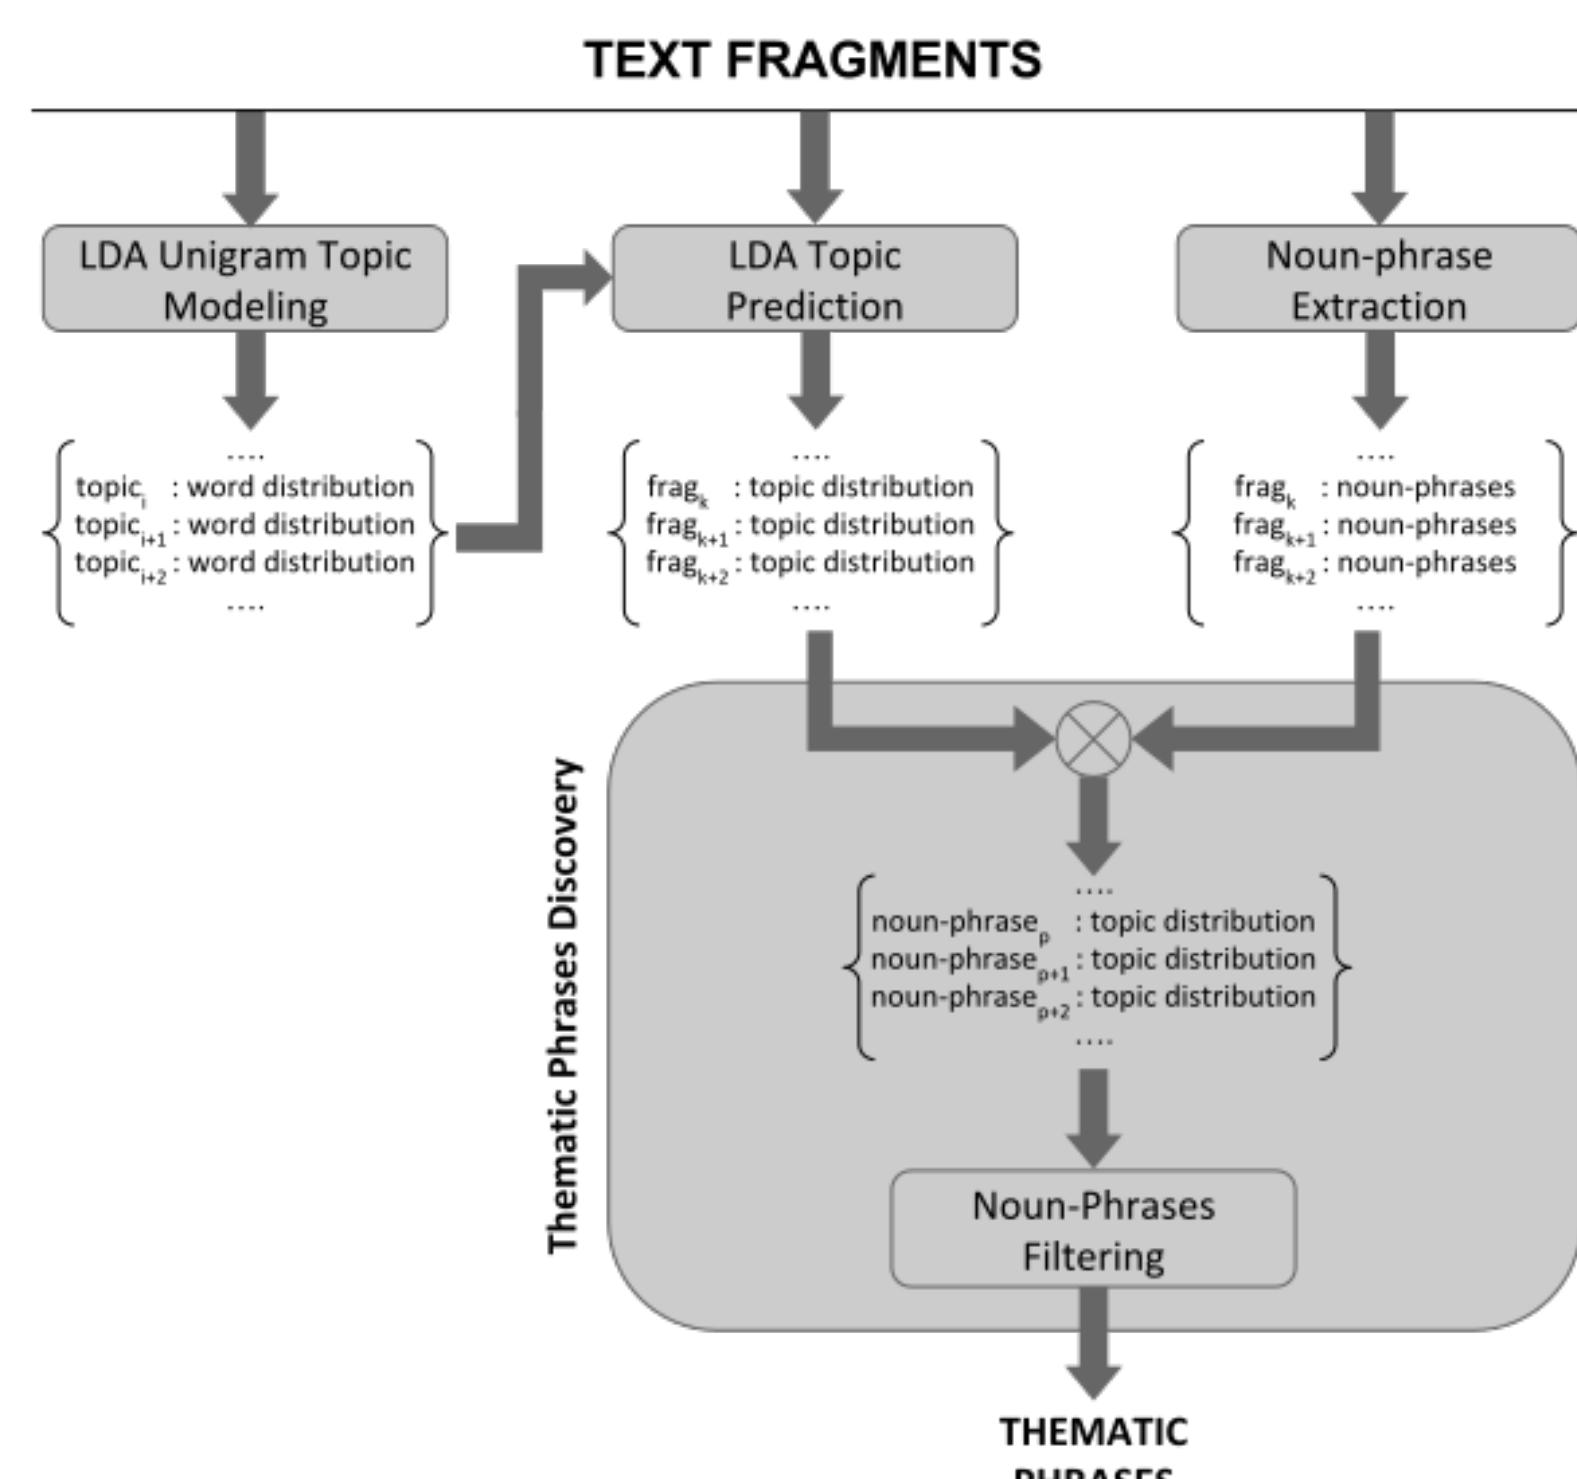 TEXT FRAGMENTS
LDA Unigram Topic
Modeling
LDA Topic
Prediction
Noun-phrase
Extraction
....
topic_i : word distribution
topic_i+1 : word distribution
topic_i+2 : word distribution
....
....
frag_k : topic distribution
frag_k+1 : topic distribution
frag_k+2 : topic distribution
....
....
frag_k : noun-phrases
frag_k+1 : noun-phrases
frag_k+2 : noun-phrases
....
Thematic Phrases Discovery
....
noun-phrase_p : topic distribution
noun-phrase_p+1 : topic distribution
noun-phrase_p+2 : topic distribution
....
Noun-Phrases
Filtering
THEMATIC
PHRASES